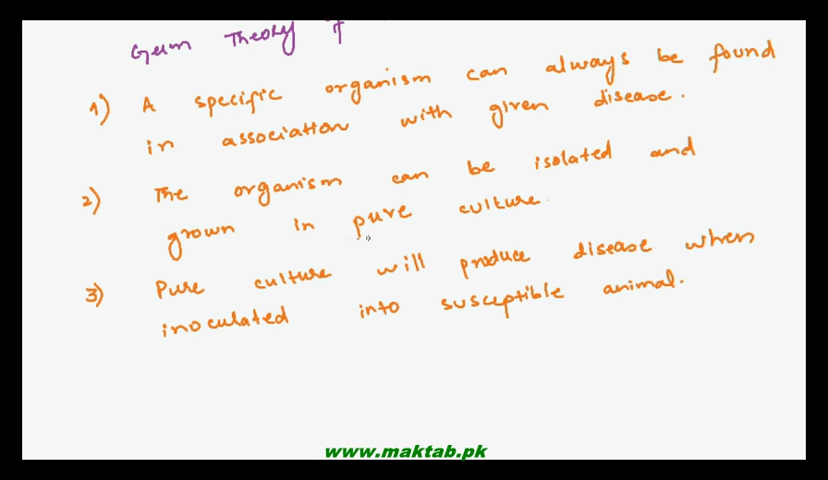 Germ Theory of
1) A specific organism can always be found
in association with given disease.
2) The organism can be isolated and
grown in pure culture.
3) Pure culture will produce disease when
inoculated into susceptible animal.
www.maktab.pk